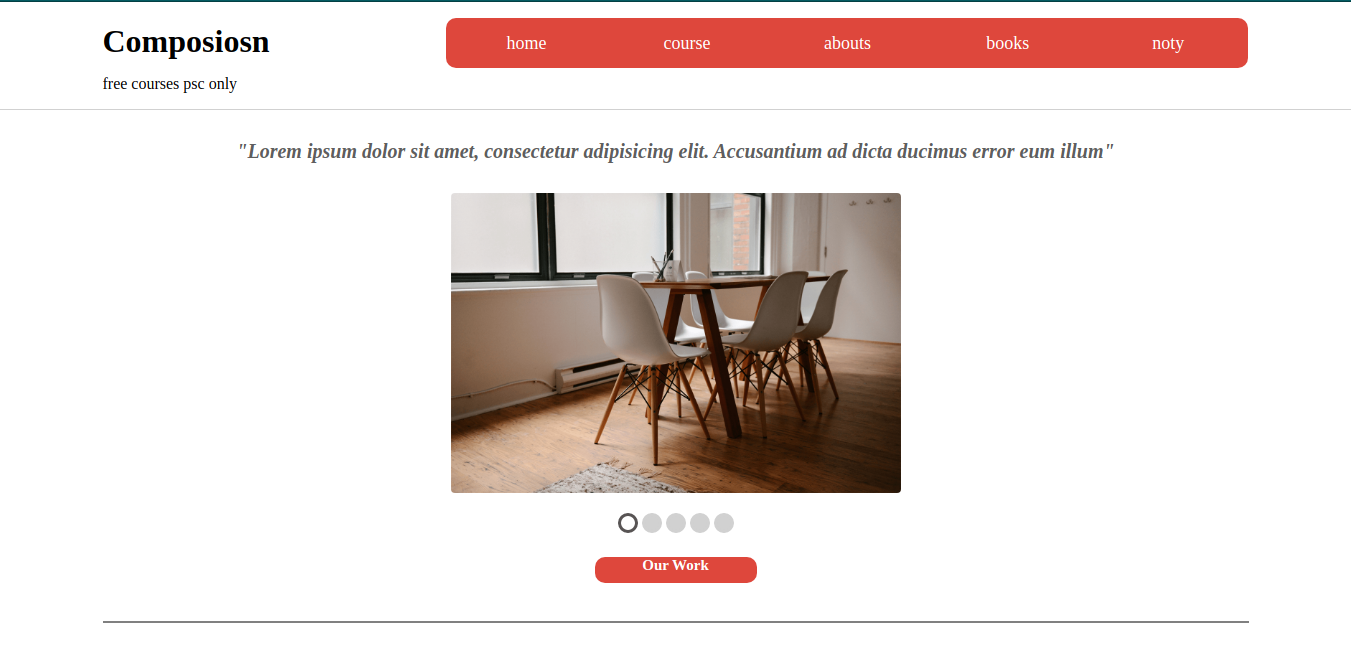 Composiosn
home course abouts books noty
free courses psc only
"Lorem ipsum dolor sit amet, consectetur adipisicing elit. Accusantium ad dicta ducimus error eum illum"
Our Work